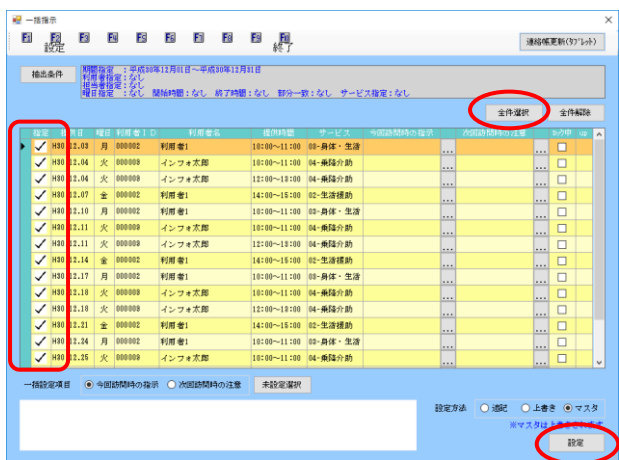 一括指示
F1 F2 F3 F4 F5 F6 F7 F8 F9
設定 終了
連絡帳更新(ﾀﾌﾞﾚｯﾄ)
抽出条件
期間指定 :平成30年12月01日~平成30年12月31日
利用者指定:なし
担当者指定:なし
曜日指定 :なし 開始時間:なし 終了時間:なし 部分一致:なし サービス指定:なし
全件選択 全件解除
指定 曜日 利用者ID 利用者名 提供時間 サービス 今回訪問時の指示 次回訪問時の注意 up
H30.12.03 月 000002 利用者1 10:00~11:00 03-身体・生活 ...
H30.12.04 火 000009 インフォ太郎 10:00~11:00 04-乗降介助 ...
H30.12.04 火 000009 インフォ太郎 12:00~13:00 04-乗降介助 ...
H30.12.07 金 000002 利用者1 14:00~15:00 02-生活援助 ...
H30.12.10 月 000002 利用者1 10:00~11:00 03-身体・生活 ...
H30.12.11 火 000009 インフォ太郎 10:00~11:00 04-乗降介助 ...
H30.12.11 火 000009 インフォ太郎 12:00~13:00 04-乗降介助 ...
H30.12.14 金 000002 利用者1 14:00~15:00 02-生活援助 ...
H30.12.17 月 000002 利用者1 10:00~11:00 03-身体・生活 ...
H30.12.18 火 000009 インフォ太郎 10:00~11:00 04-乗降介助 ...
H30.12.18 火 000009 インフォ太郎 12:00~13:00 04-乗降介助 ...
H30.12.21 金 000002 利用者1 14:00~15:00 02-生活援助 ...
H30.12.24 月 000002 利用者1 10:00~11:00 03-身体・生活 ...
H30.12.25 火 000009 インフォ太郎 10:00~11:00 04-乗降介助 ...
一括設定項目 今回訪問時の指示 次回訪問時の注意 未設定選択
設定方法 追記 上書き マスタ
※マスタは上書きされます
設定